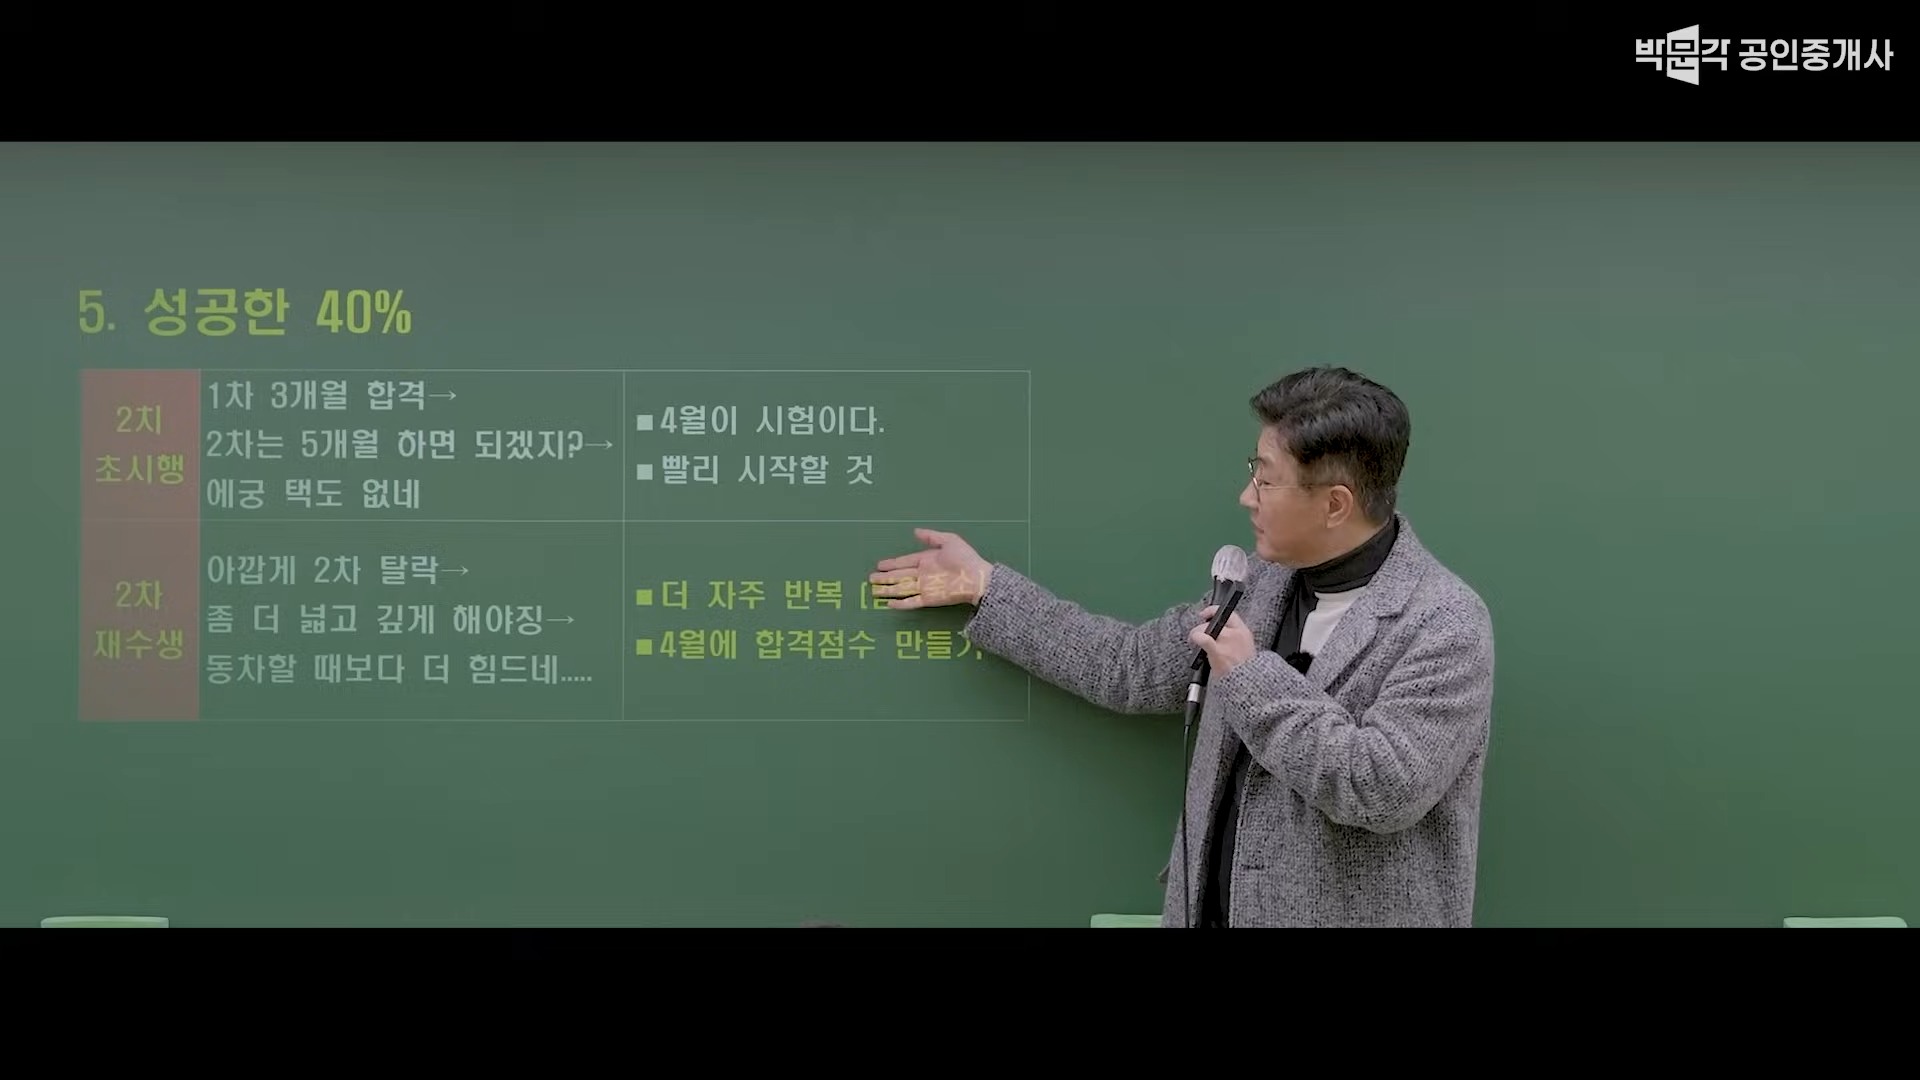 박문각 공인중개사
5. 성공한 40%
2차
초시행
1차 3개월 합격→
2차는 5개월 하면 되겠지?→
에궁 택도 없네
■4월이 시험이다.
■빨리 시작할 것
2차
재수생
아깝게 2차 탈락→
좀 더 넓고 깊게 해야징→
동차할 때보다 더 힘드네.....
■더 자주 반복
■4월에 합격점수 만들기